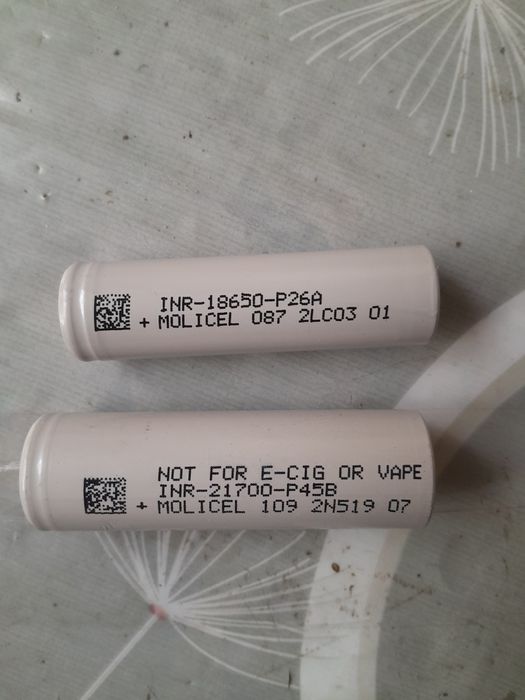 INR-18650-P26A
+ MOLICEL 087 2LC03 01
NOT FOR E-CIG OR VAPE
INR-21700-P45B
+ MOLICEL 109 2N519 07